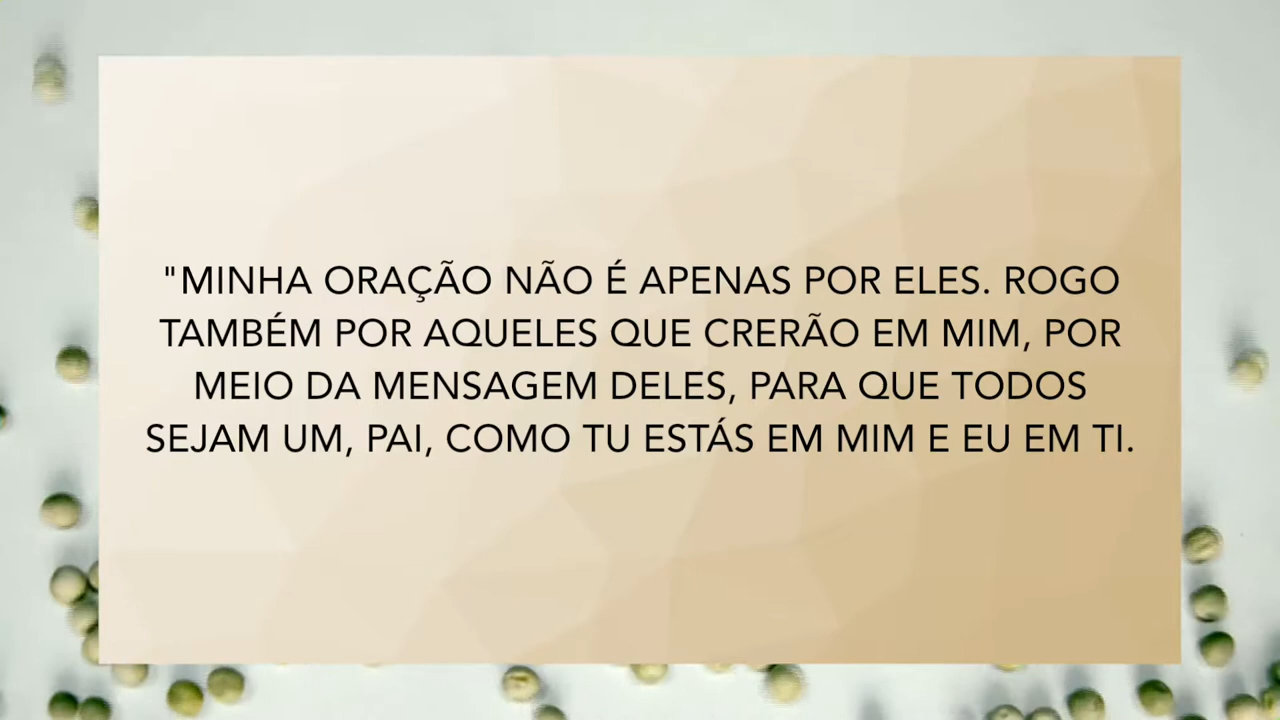 "MINHA ORAÇÃO NÃO É APENAS POR ELES. ROGO
TAMBÉM POR AQUELES QUE CRERÃO EM MIM, POR
MEIO DA MENSAGEM DELES, PARA QUE TODOS
SEJAM UM, PAI, COMO TU ESTÁS EM MIM E EU EM TI.